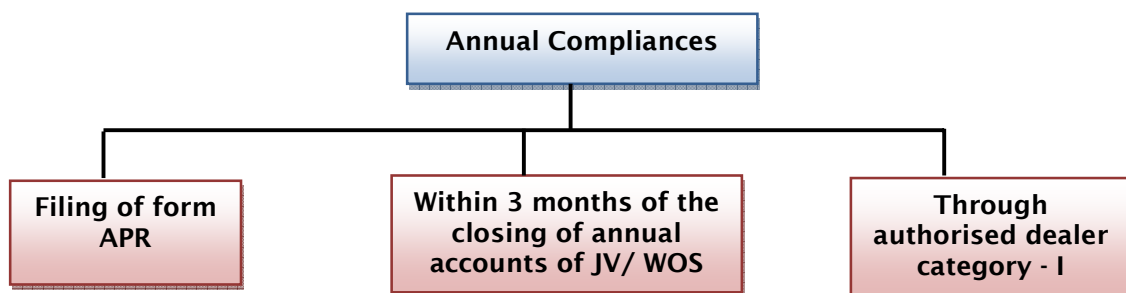 Annual Compliances
Filing of form
APR
Within 3 months of the
closing of annual
accounts of JV/ WOS
Through
authorised dealer
category - I